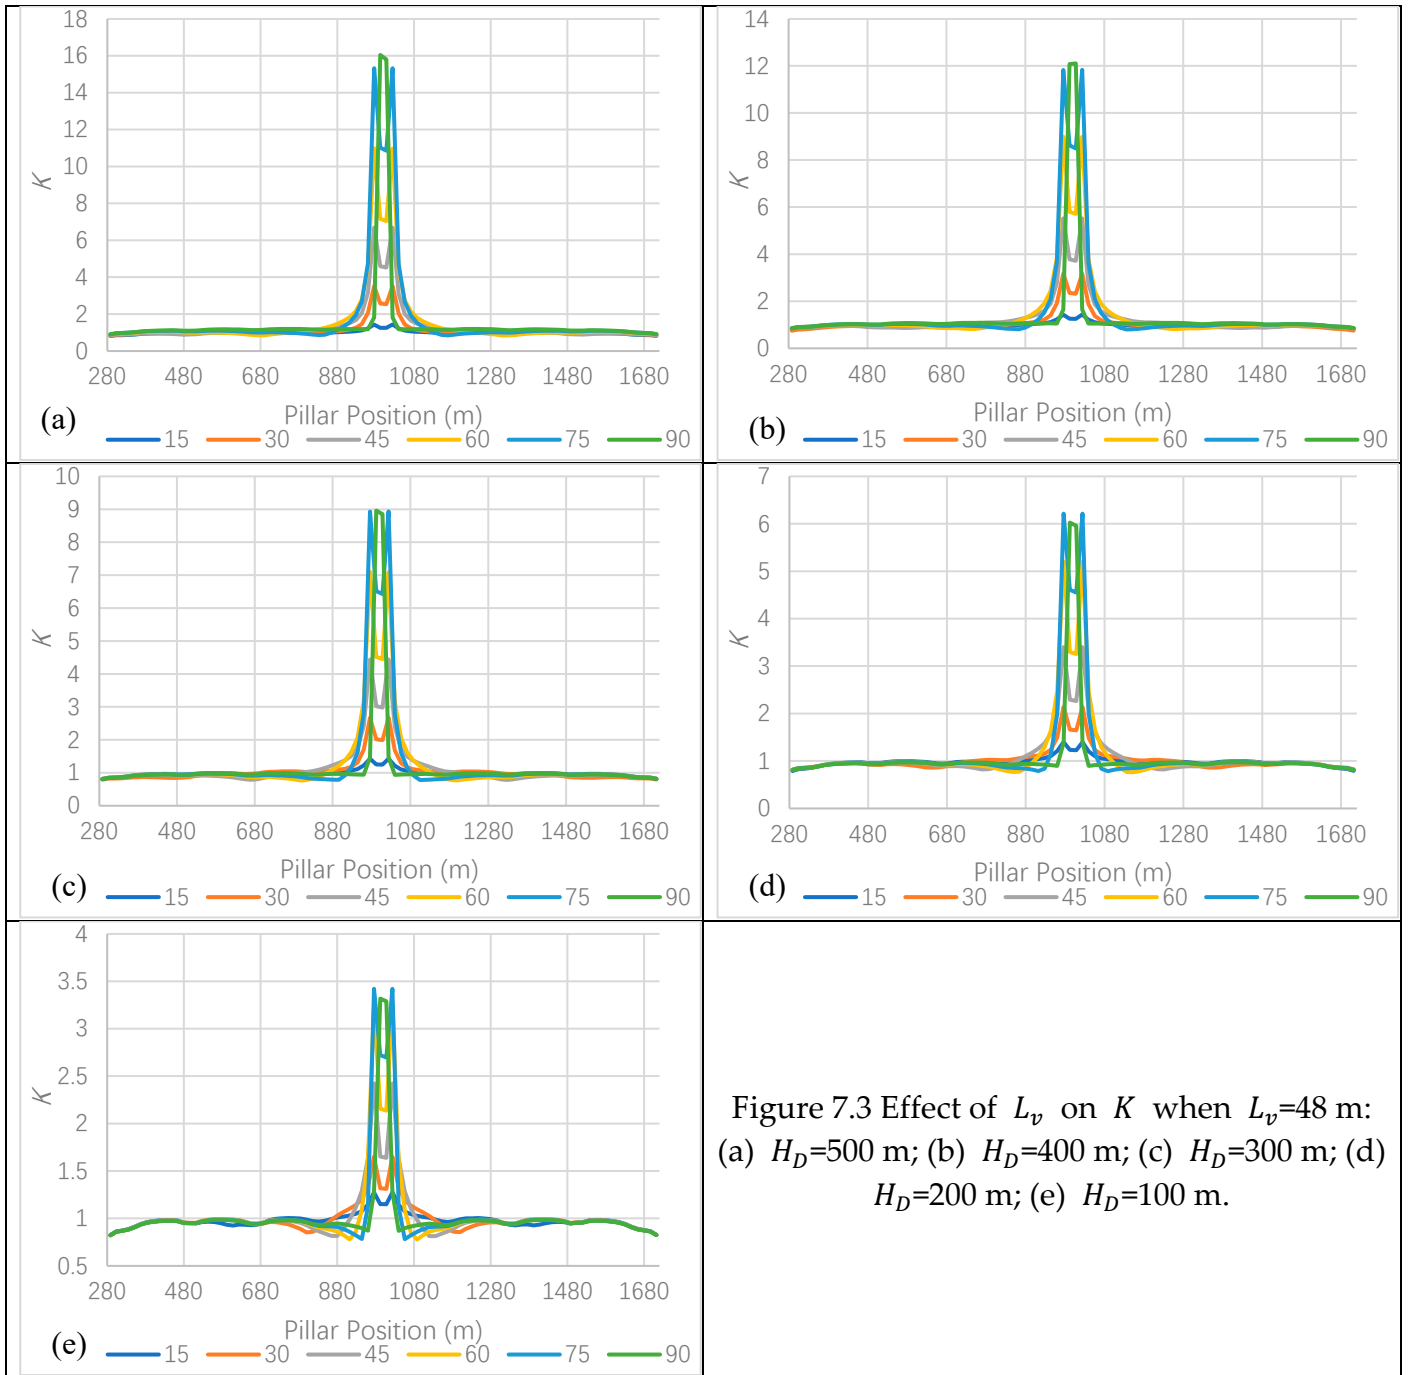 18
16
14
12
10
8
6
4
2
0
K
280 480 680 880 1080 1280 1480 1680
Pillar Position (m)
(a)
15 30 45 60 75 90
14
12
10
8
6
4
2
0
K
280 480 680 880 1080 1280 1480 1680
Pillar Position (m)
(b)
15 30 45 60 75 90
10
9
8
7
6
5
4
3
2
1
0
K
280 480 680 880 1080 1280 1480 1680
Pillar Position (m)
(c)
15 30 45 60 75 90
7
6
5
4
3
2
1
0
K
280 480 680 880 1080 1280 1480 1680
Pillar Position (m)
(d)
15 30 45 60 75 90
4
3.5
3
2.5
2
1.5
1
0.5
K
280 480 680 880 1080 1280 1480 1680
Pillar Position (m)
(e)
15 30 45 60 75 90
Figure 7.3 Effect of L_v on K when L_v=48 m:
(a) H_D=500 m; (b) H_D=400 m; (c) H_D=300 m; (d)
H_D=200 m; (e) H_D=100 m.